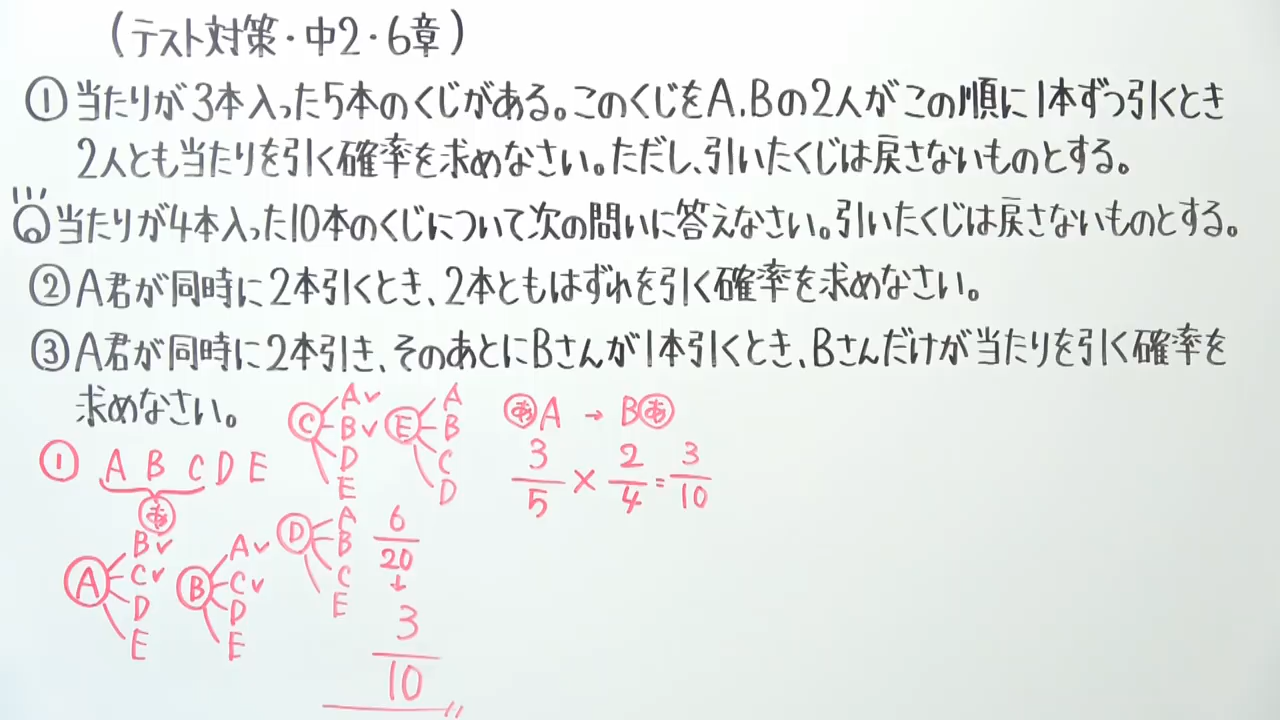 (テスト対策・中2・6章)
① 当たりが3本入った5本のくじがある。このくじをA,Bの2人がこの順に1本ずつ引くとき
2人とも当たりを引く確率を求めなさい。ただし、引いたくじは戻さないものとする。
当たりが4本入った10本のくじについて次の問いに答えなさい。引いたくじは戻さないものとする。
② A君が同時に2本引くとき、2本ともはずれを引く確率を求めなさい。
③ A君が同時に2本引き、そのあとにBさんが1本引くとき、Bさんだけが当たりを引く確率を
求めなさい。
① A B C D E
あ
A B✓ C✓ D E
B A✓ C✓ D E
C A✓ B✓ D E
D A B C E
E A B C D
6/20
↓
3/10
あA → Bあ
3/5 × 2/4 = 3/10